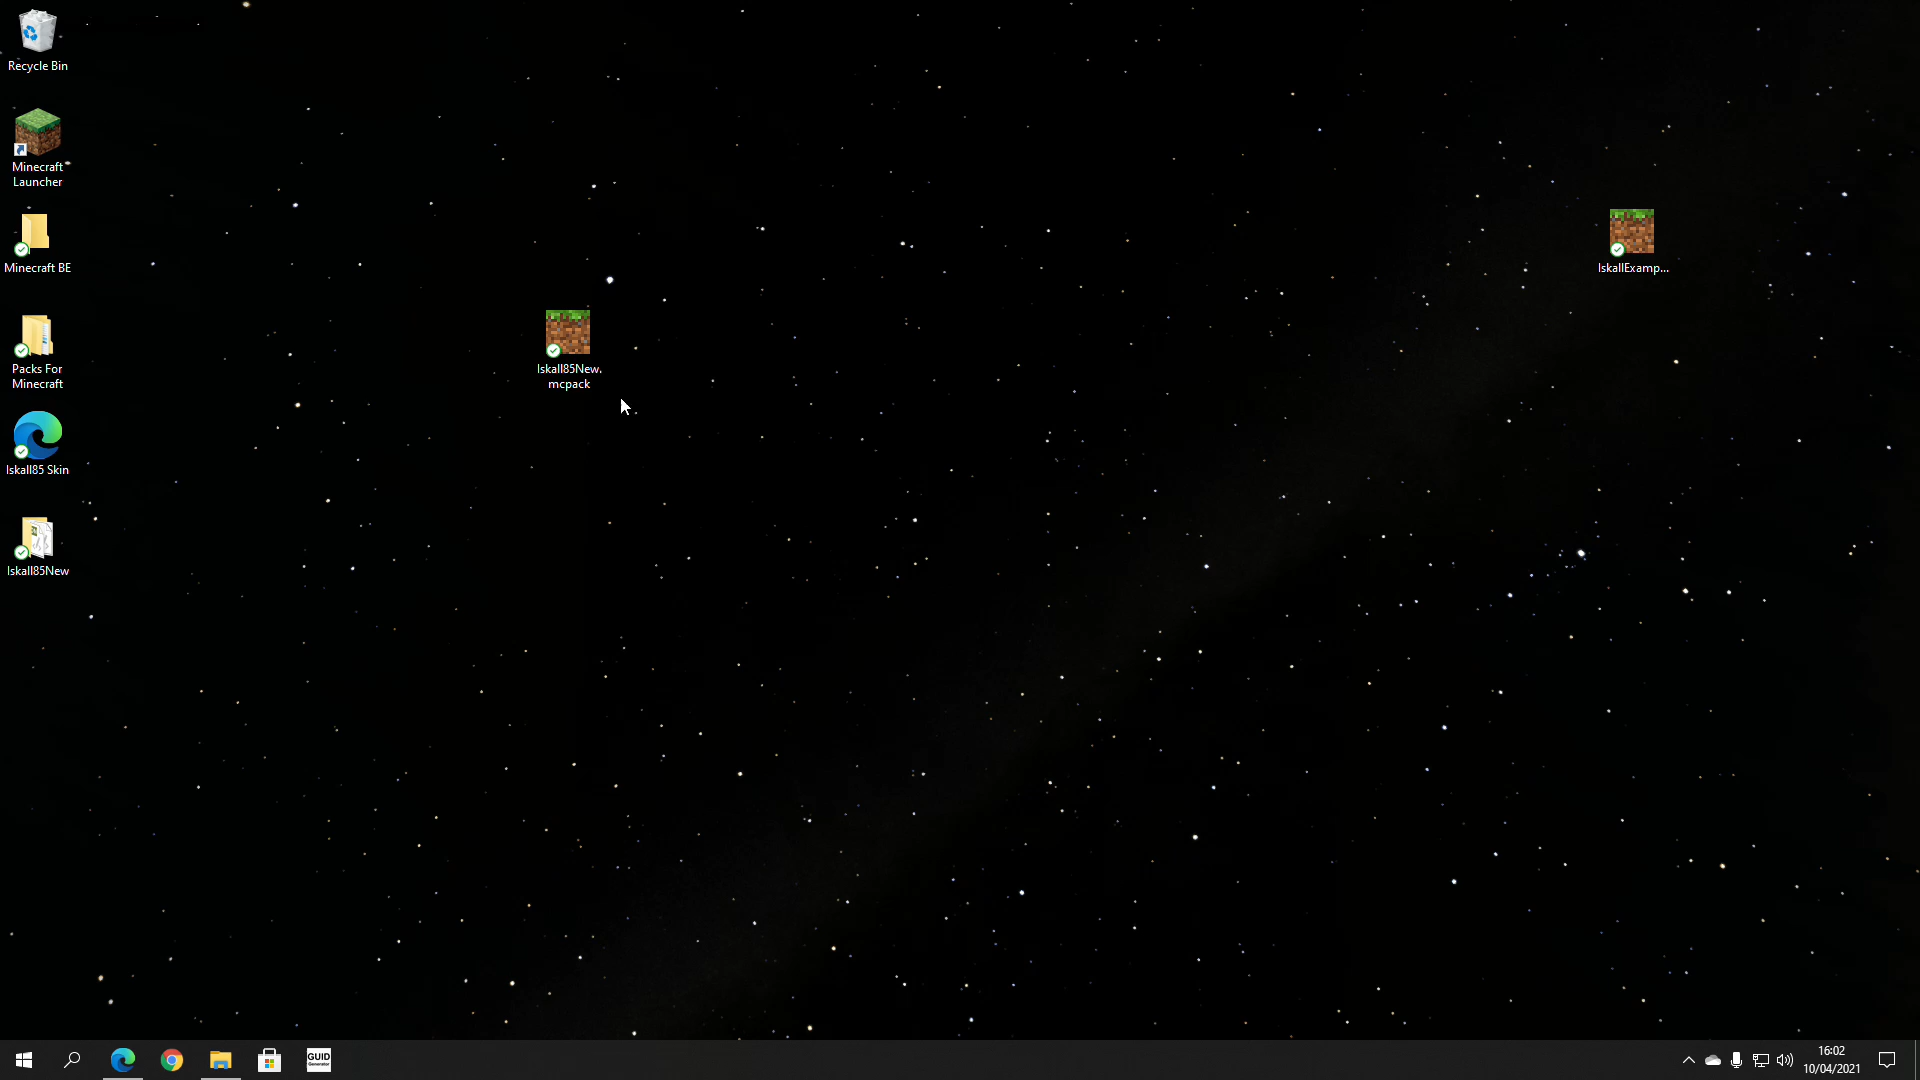 Recycle Bin
Minecraft
Launcher
Minecraft BE
Packs For
Minecraft
Iskall85 Skin
Iskall85New
Iskall85New.
mcpack
IskallExamp...
GUID
Generator
16:02
10/04/2021